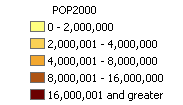 POP2000
0 - 2,000,000
2,000,001 - 4,000,000
4,000,001 - 8,000,000
8,000,001 - 16,000,000
16,000,001 and greater